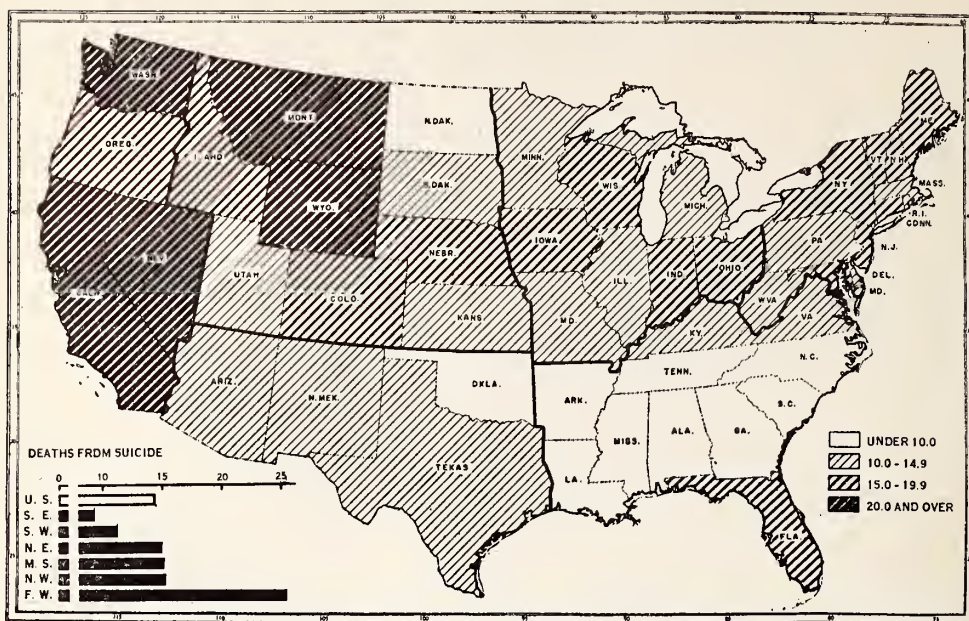 WASH.
MONT.
N.DAK.
MINN.
ME.
OREG.
S.DAK.
WIS.
MICH.
N.Y.
VT.
N.H.
MASS.
R.I.
CONN.
WYO.
IOWA
NEBR.
PA.
N.J.
UTAH
COLO.
ILL.
IND.
OHIO
DEL.
MD.
W.VA.
VA.
KANS.
MO.
KY.
CALIF.
N.C.
TENN.
ARIZ.
N.MEX.
OKLA.
ARK.
S.C.
MISS.
ALA.
GA.
TEXAS
LA.
FLA.
UNDER 10.0
10.0 - 14.9
15.0 - 19.9
20.0 AND OVER
DEATHS FROM SUICIDE
0 5 10 15 20 25
U. S.
S. E.
S. W.
N. E.
M. S.
N. W.
F. W.